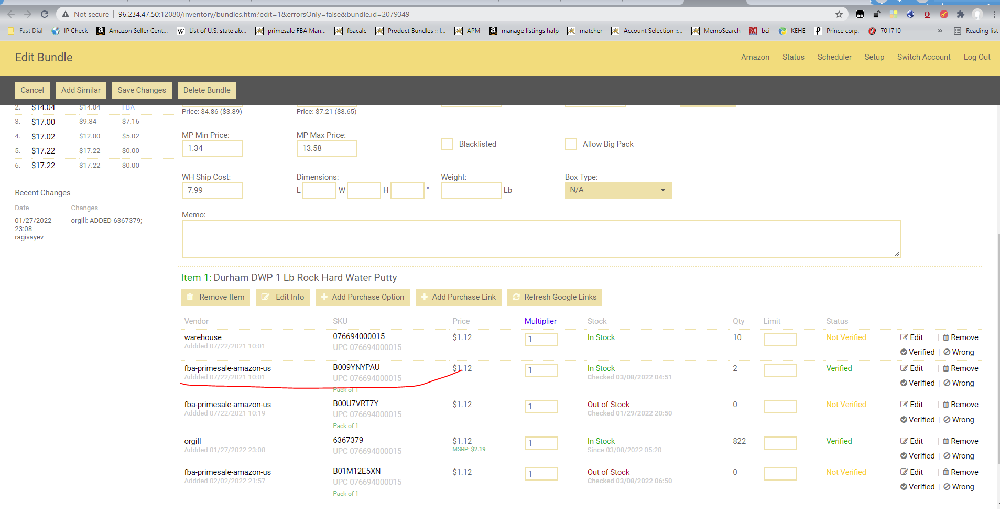 Not secure | 96.234.47.50:12080/inventory/bundles.htm?edit=1&errorsOnly=false&bundle.id=2079349
Fast Dial IP Check Amazon Seller Cent... List of U.S. state ab... primesale FBA Man... fbacalc Product Bundles :: I... APM manage listings halp matcher Account Selection ::... MemoSearch bci KEHE Prince corp. 701710 » Reading list
Edit Bundle Amazon Status Scheduler Setup Switch Account Log Out
Cancel Add Similar Save Changes Delete Bundle
2. $14.04 $14.04 FBA
Price: $4.86 ($3.89) Price: $7.21 ($8.65)
3. $17.00 $9.84 $7.16
4. $17.02 $12.00 $5.02
5. $17.22 $17.22 $0.00
6. $17.22 $17.22 $0.00
MP Min Price: MP Max Price:
1.34 13.58 Blacklisted Allow Big Pack
WH Ship Cost: Dimensions: Weight: Box Type:
7.99 L W H " Lb N/A
Recent Changes
Date Changes
01/27/2022 orgill: ADDED 6367379;
23:08
ragivayev
Memo:
Item 1: Durham DWP 1 Lb Rock Hard Water Putty
Remove Item Edit Info Add Purchase Option Add Purchase Link Refresh Google Links
Vendor SKU Price Multiplier Stock Qty Limit Status
warehouse 076694000015 $1.12 1 In Stock 10 Not Verified Edit | Remove
Addded 07/22/2021 10:01 UPC 076694000015 Verified | Wrong
fba-primesale-amazon-us B009YNYPAU $1.12 1 In Stock 2 Verified Edit | Remove
Addded 07/22/2021 10:01 UPC 076694000015 Checked 03/08/2022 04:51 Verified | Wrong
Pack of 1
fba-primesale-amazon-us B00U7VRT7Y $1.12 1 Out of Stock 0 Not Verified Edit | Remove
Addded 07/22/2021 10:19 UPC 076694000015 Checked 01/29/2022 20:50 Verified | Wrong
Pack of 1
orgill 6367379 $1.12 1 In Stock 822 Verified Edit | Remove
Addded 01/27/2022 23:08 UPC 076694000015 MSRP: $2.19 Since 03/08/2022 05:20 Verified | Wrong
fba-primesale-amazon-us B01M12E5XN $1.12 1 Out of Stock 0 Not Verified Edit | Remove
Addded 02/02/2022 21:57 UPC 076694000015 Checked 03/08/2022 06:50 Verified | Wrong
Pack of 1